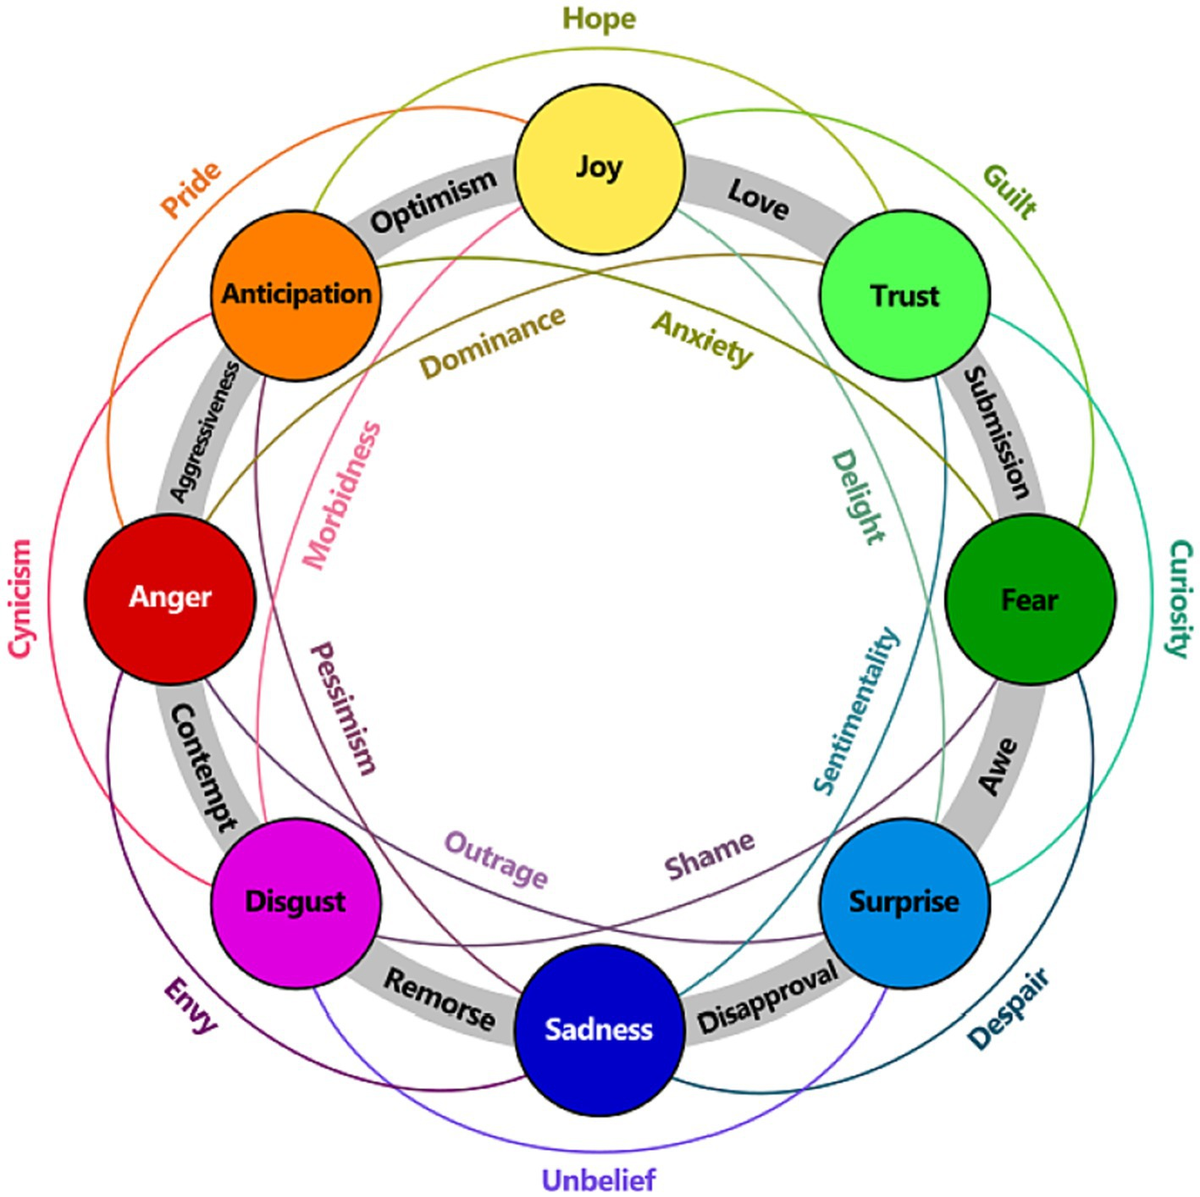 Hope
Joy
Pride
Optimism
Love
Guilt
Anticipation
Trust
Dominance
Anxiety
Aggressiveness
Submission
Morbidness
Delight
Cynicism
Anger
Fear
Curiosity
Pessimism
Sentimentality
Contempt
Awe
Outrage
Shame
Disgust
Surprise
Envy
Remorse
Disapproval
Despair
Sadness
Unbelief